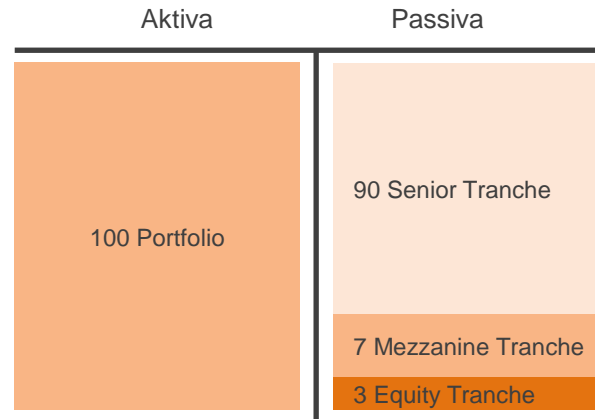 Aktiva
Passiva
100 Portfolio
90 Senior Tranche
7 Mezzanine Tranche
3 Equity Tranche